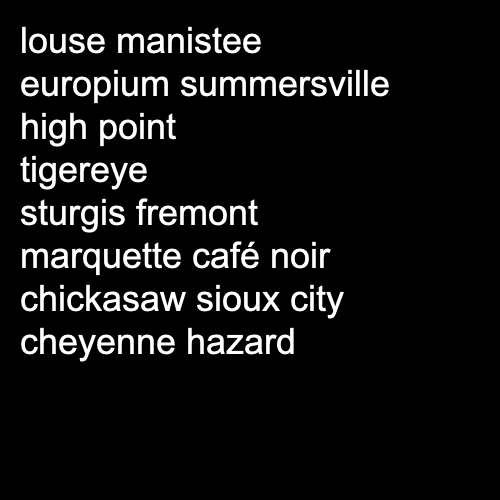 louse manistee
europium summersville
high point
tigereye
sturgis fremont
marquette café noir
chickasaw sioux city
cheyenne hazard